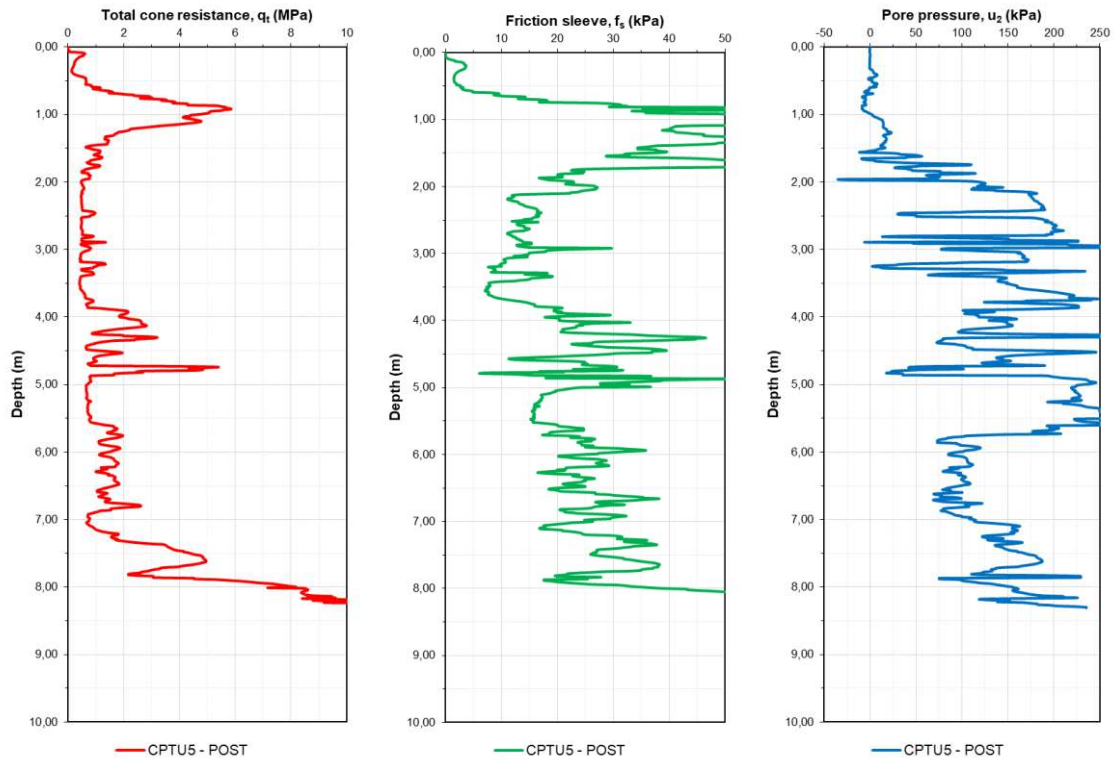 Total cone resistance, qt (MPa)
0 2 4 6 8 10
0,00
1,00
2,00
3,00
4,00
5,00
6,00
7,00
8,00
9,00
10,00
Depth (m)
CPTU5 - POST
Friction sleeve, fs (kPa)
0 10 20 30 40 50
0,00
1,00
2,00
3,00
4,00
5,00
6,00
7,00
8,00
9,00
10,00
Depth (m)
CPTU5 - POST
Pore pressure, u2 (kPa)
-50 0 50 100 150 200 250
0,00
1,00
2,00
3,00
4,00
5,00
6,00
7,00
8,00
9,00
10,00
Depth (m)
CPTU5 - POST